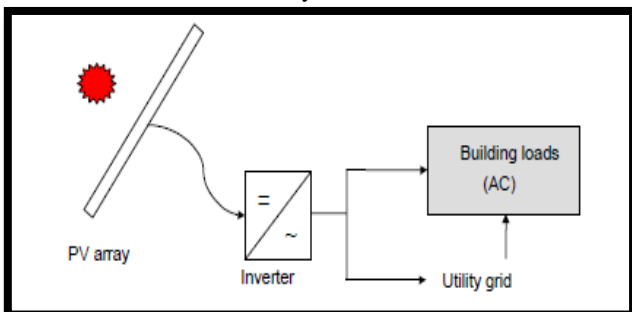 Building loads
(AC)
=
~
PV array
Inverter
Utility grid